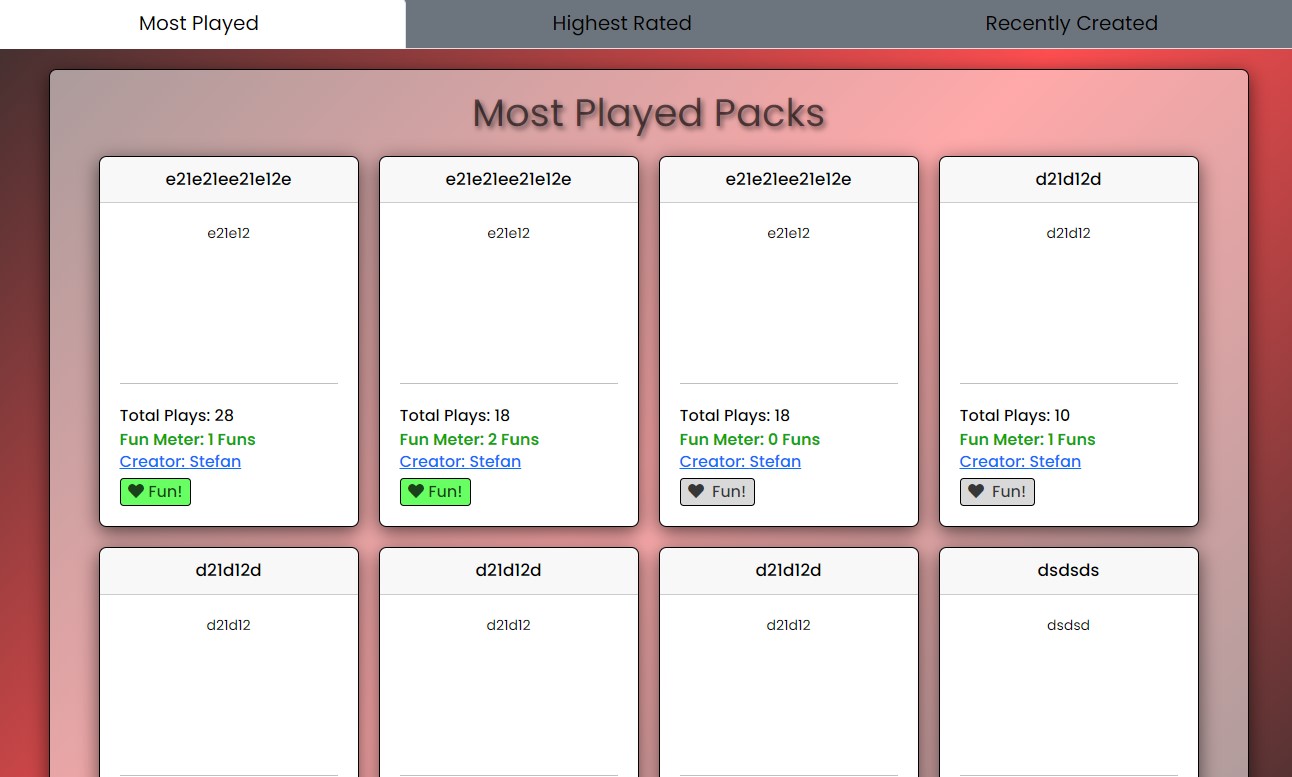 Most Played
Highest Rated
Recently Created
Most Played Packs
e21e21ee21e12e
e21e12
Total Plays: 28
Fun Meter: 1 Funs
Creator: Stefan
Fun!
e21e21ee21e12e
e21e12
Total Plays: 18
Fun Meter: 2 Funs
Creator: Stefan
Fun!
e21e21ee21e12e
e21e12
Total Plays: 18
Fun Meter: 0 Funs
Creator: Stefan
Fun!
d21d12d
d21d12
Total Plays: 10
Fun Meter: 1 Funs
Creator: Stefan
Fun!
d21d12d
d21d12
d21d12d
d21d12
d21d12d
d21d12
dsdsds
dsdsd